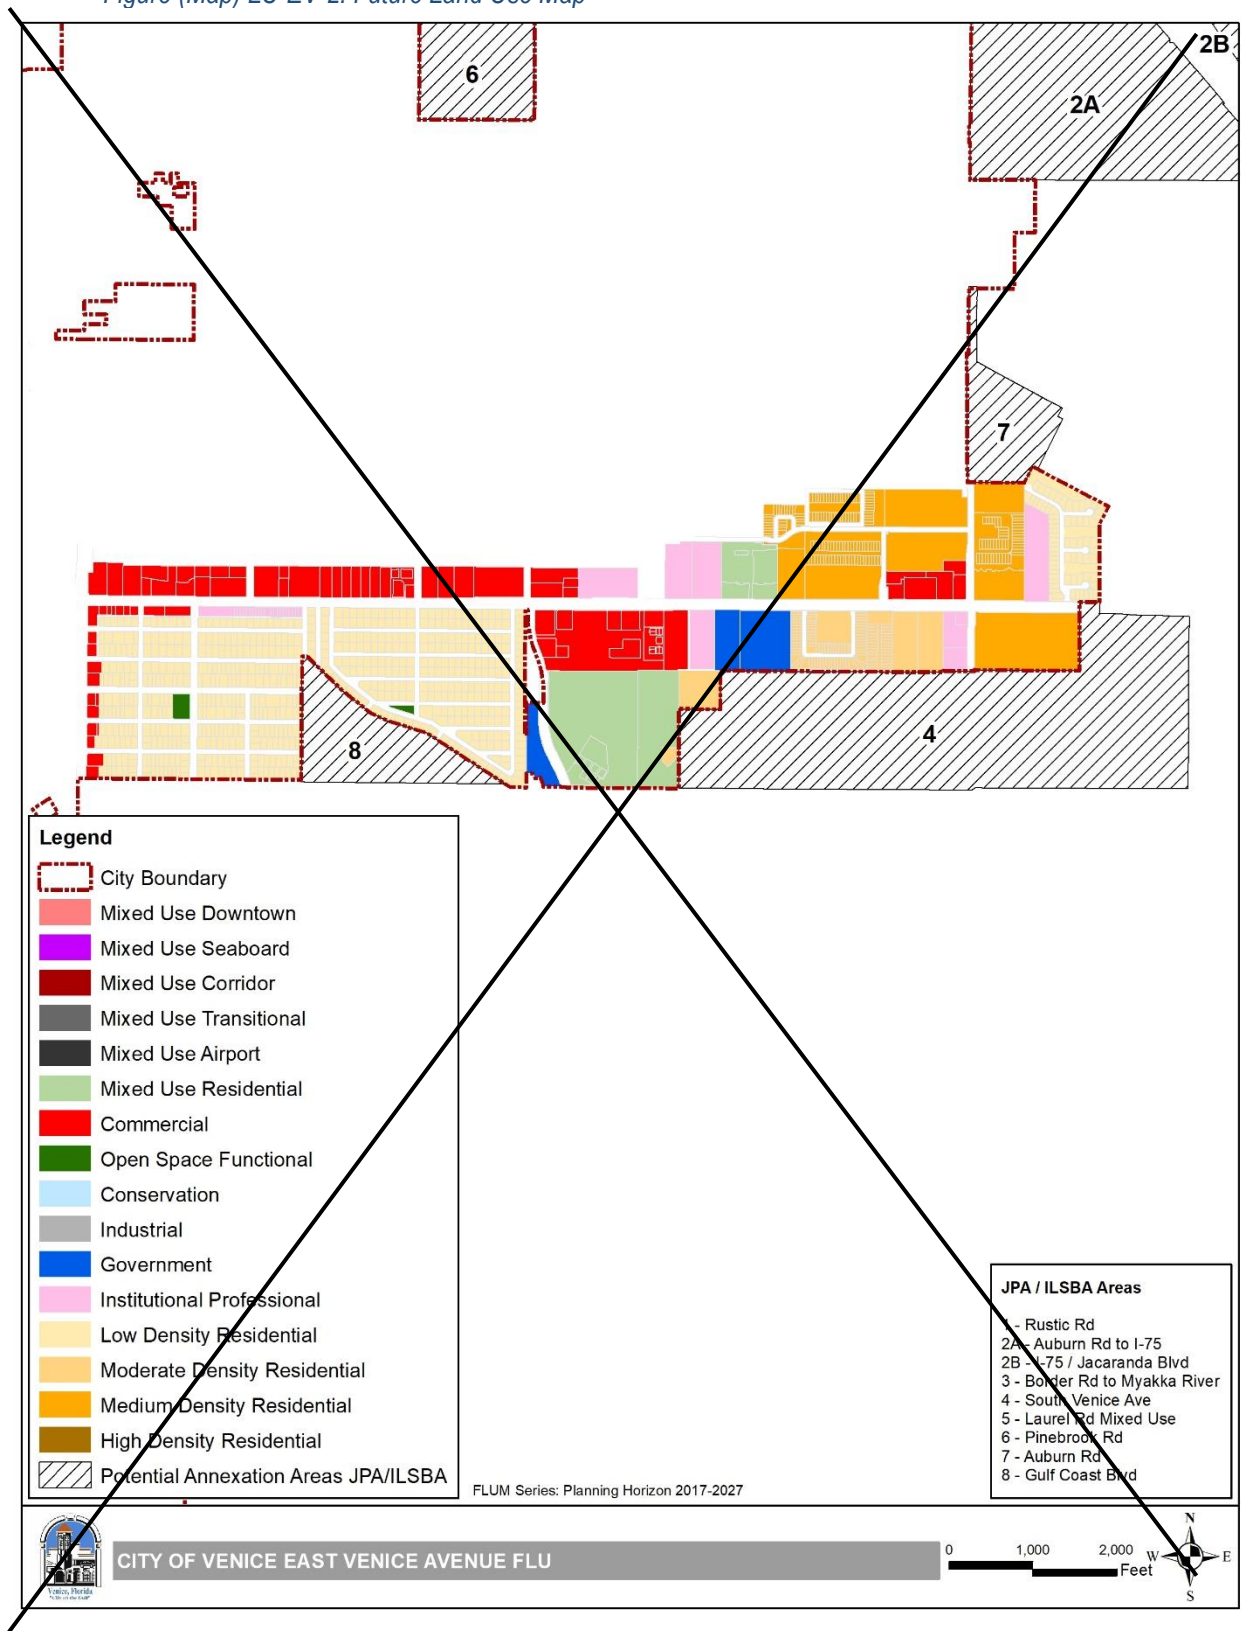 Figure (Map) LU-EV-2: Future Land Use Map
6
2B
2A
7
4
8
Legend
City Boundary
Mixed Use Downtown
Mixed Use Seaboard
Mixed Use Corridor
Mixed Use Transitional
Mixed Use Airport
Mixed Use Residential
Commercial
Open Space Functional
Conservation
Industrial
Government
Institutional Professional
Low Density Residential
Moderate Density Residential
Medium Density Residential
High Density Residential
Potential Annexation Areas JPA/ILSBA
FLUM Series: Planning Horizon 2017-2027
JPA / ILSBA Areas
1 - Rustic Rd
2A - Auburn Rd to I-75
2B - I-75 / Jacaranda Blvd
3 - Border Rd to Myakka River
4 - South Venice Ave
5 - Laurel Rd Mixed Use
6 - Pinebrook Rd
7 - Auburn Rd
8 - Gulf Coast Blvd
Venice, Florida
"City on the Gulf"
CITY OF VENICE EAST VENICE AVENUE FLU
0 1,000 2,000
Feet
N
W E
S